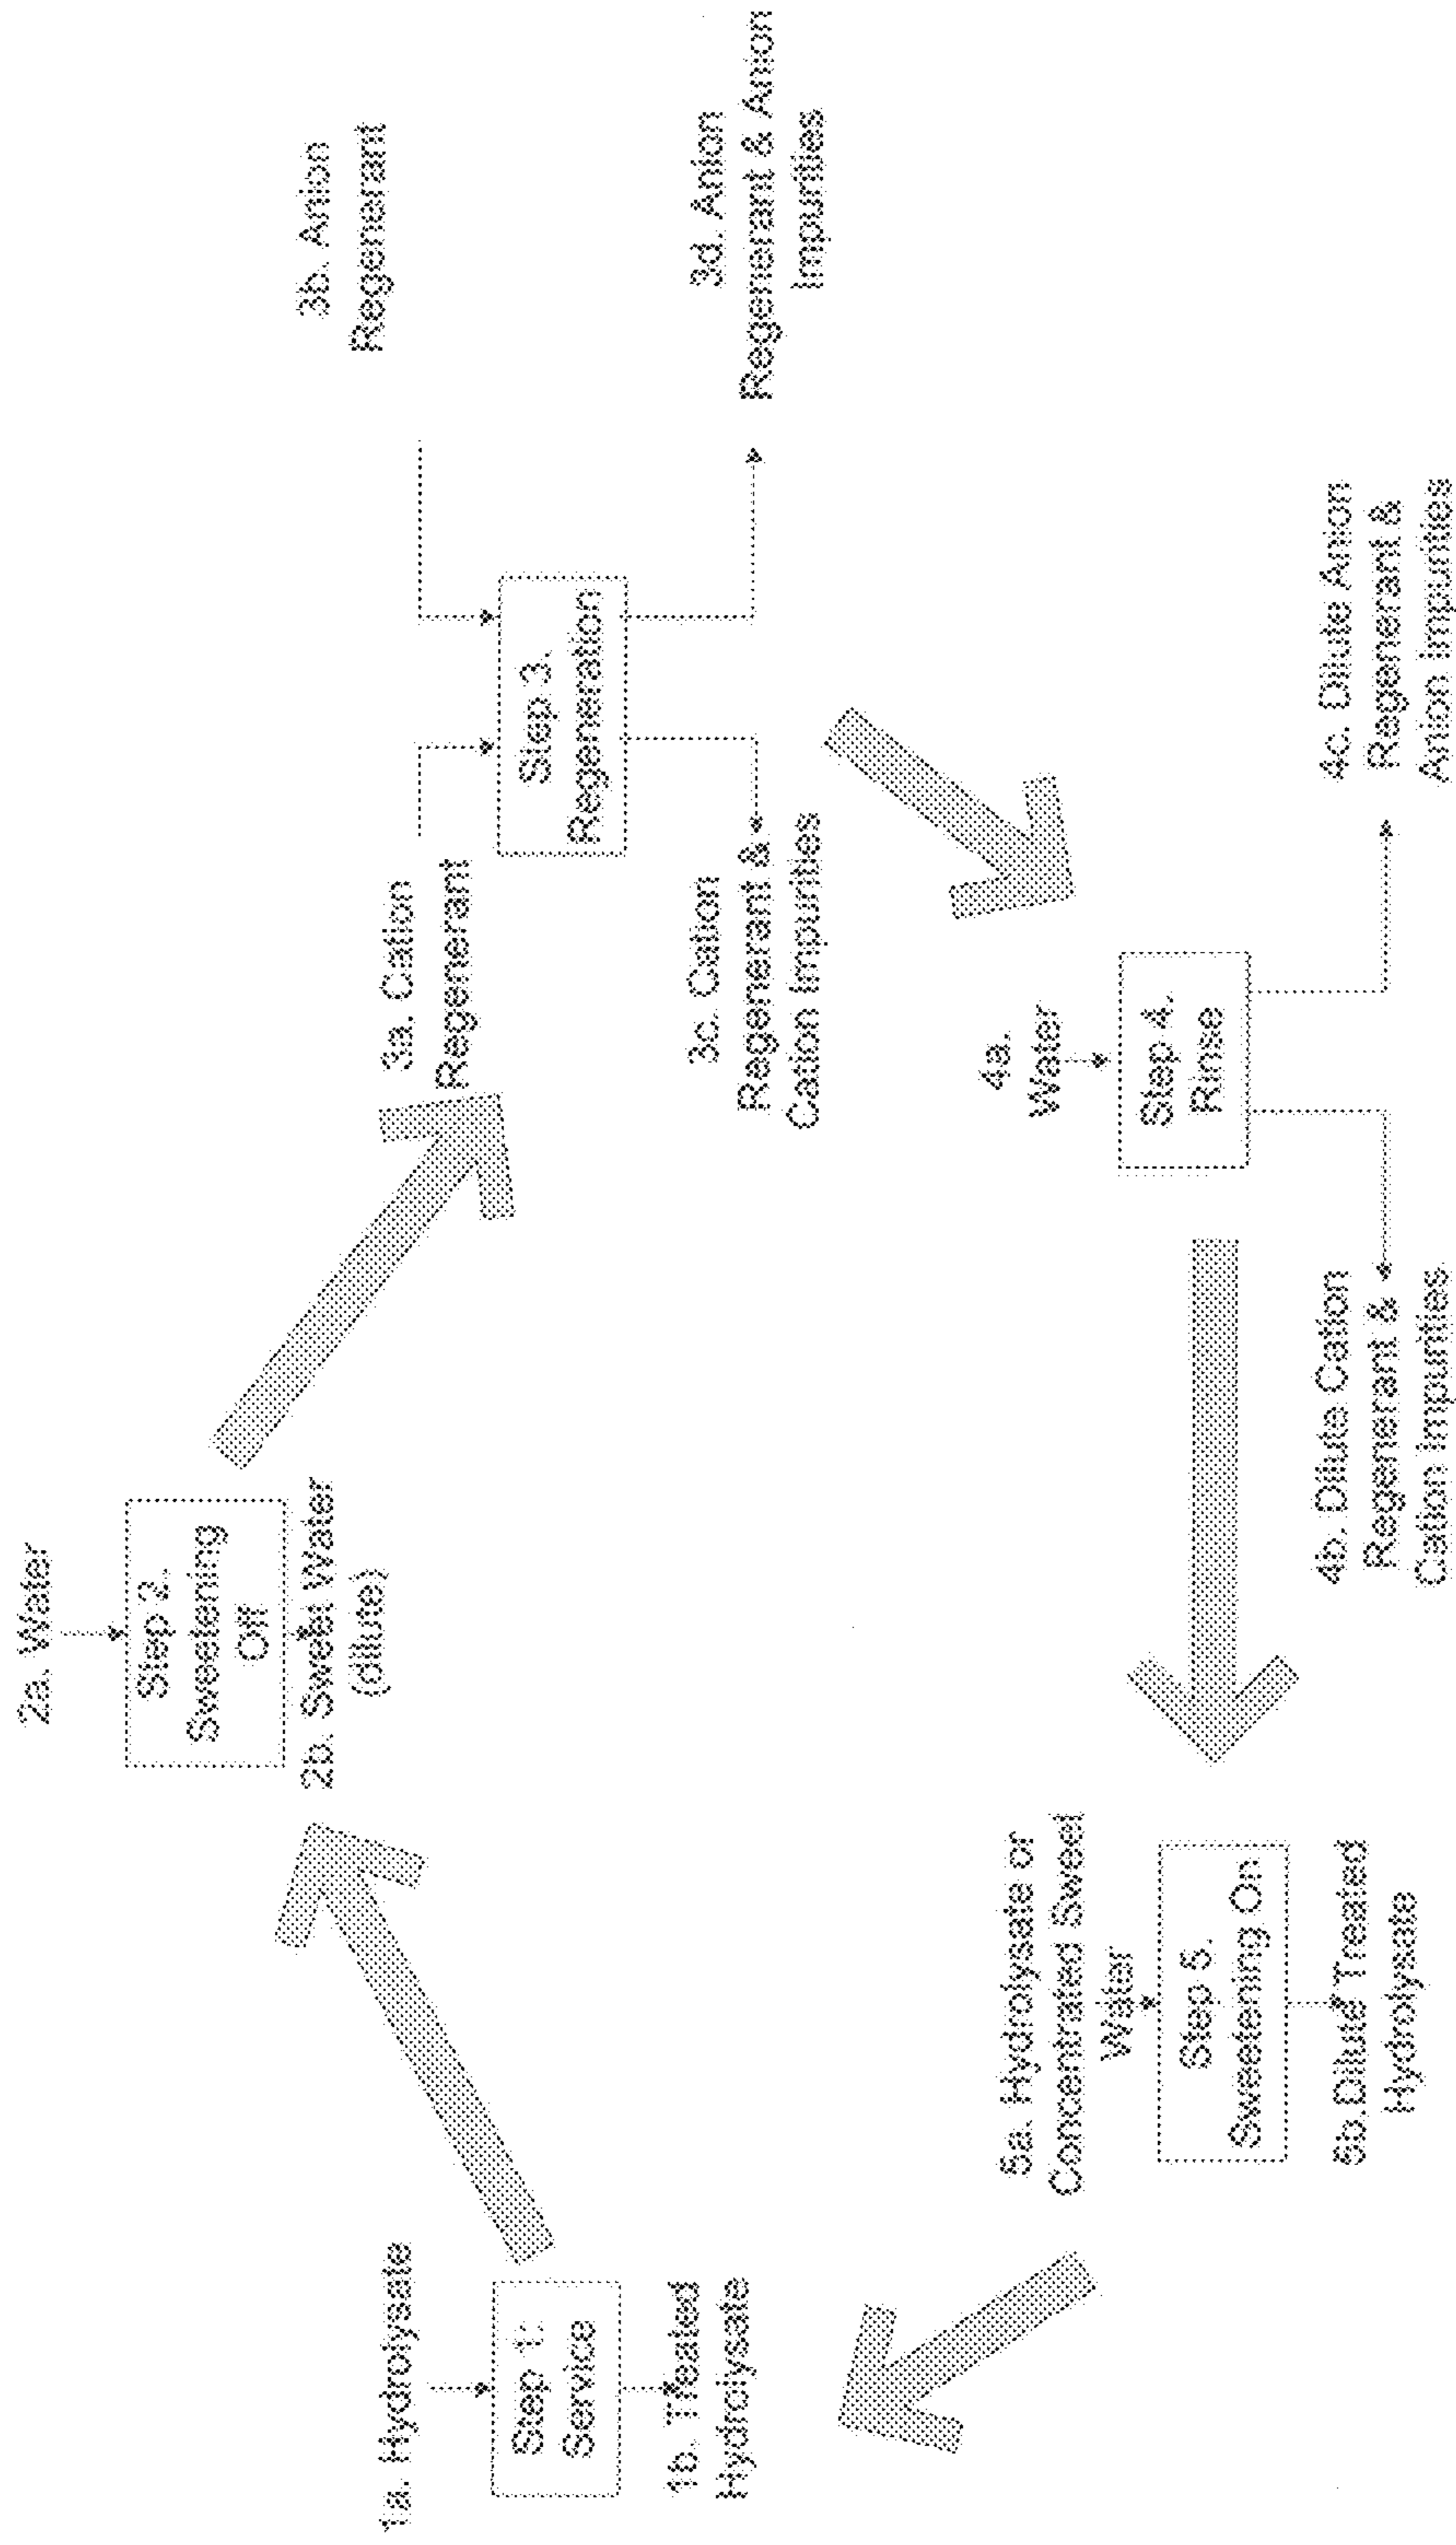 1a. Hydrolysate
Step 1:
Service
1b. Treated
Hydrolysate
2a. Water
Step 2.
Sweetening
Off
2b. Sweet Water
(dilute)
3a. Cation
Regenerant
3b. Anion
Regenerant
Step 3.
Regeneration
3c. Cation
Regenerant &
Cation Impurities
3d. Anion
Regenerant & Anion
Impurities
4a.
Water
Step 4.
Rinse
4b. Dilute Cation
Regenerant &
Cation Impurities
4c. Dilute Anion
Regenerant &
Anion Impurities
5a. Hydrolysate or
Concentrated Sweet
Water
Step 5.
Sweetening On
5b. Dilute Treated
Hydrolysate